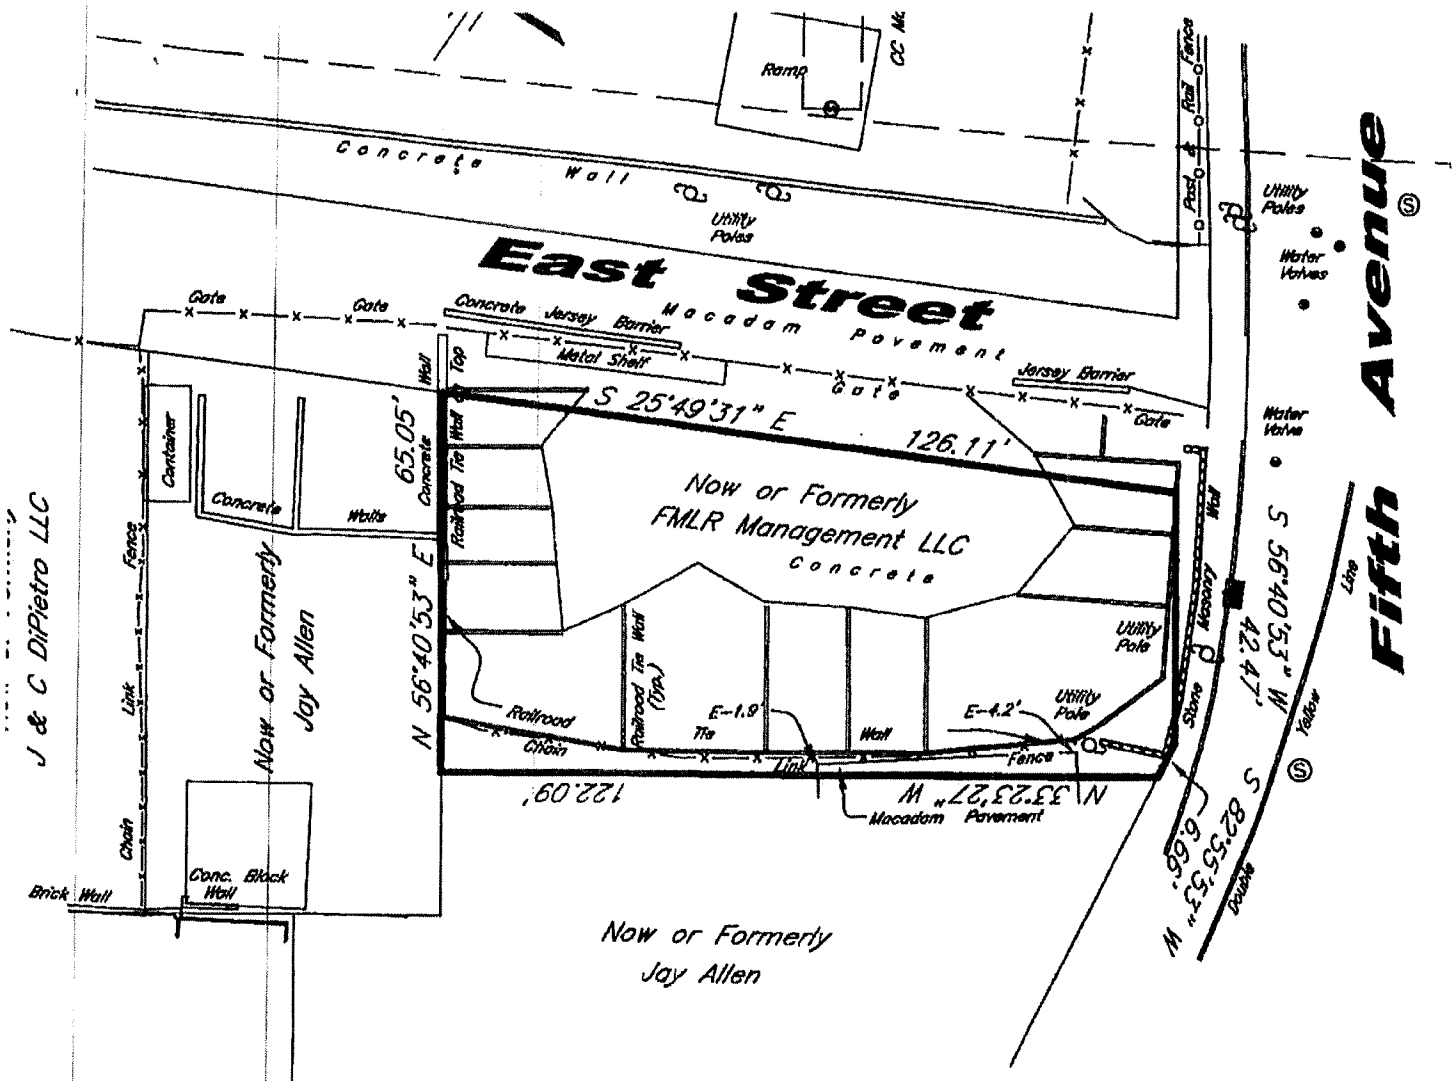 Ramp
CC
Post & Rail Fence
Concrete Wall
Utility
Poles
Utility
Poles
Water
Valves
Fifth Avenue
East Street
Macadam Pavement
Gate
Gate
Concrete Jersey Barrier
Metal Shelf
Gate
Jersey Barrier
Gate
Water
Valve
S 25°49'31" E
126.11'
65.05'
N 56°40'53" E
Concrete Wall
Railroad Tie Wall @ Top
Container
Concrete Walls
Chain Link Fence
J & C DiPietro LLC
Now or Formerly
Jay Allen
Now or Formerly
FMLR Management LLC
Concrete
Railroad Tie Wall
(Typ.)
Utility
Pole
Utility
Pole
E-1.9'
E-4.2'
Railroad Tie Wall
Chain Link Fence
Stone Masonry Wall
S 56°40'53" W
42.47'
Double Yellow Line
S 82°55'53" W
6.66'
N 33°23'27" W
122.09'
Macadam Pavement
Conc. Block
Wall
Brick Wall
Now or Formerly
Jay Allen
S
S
S